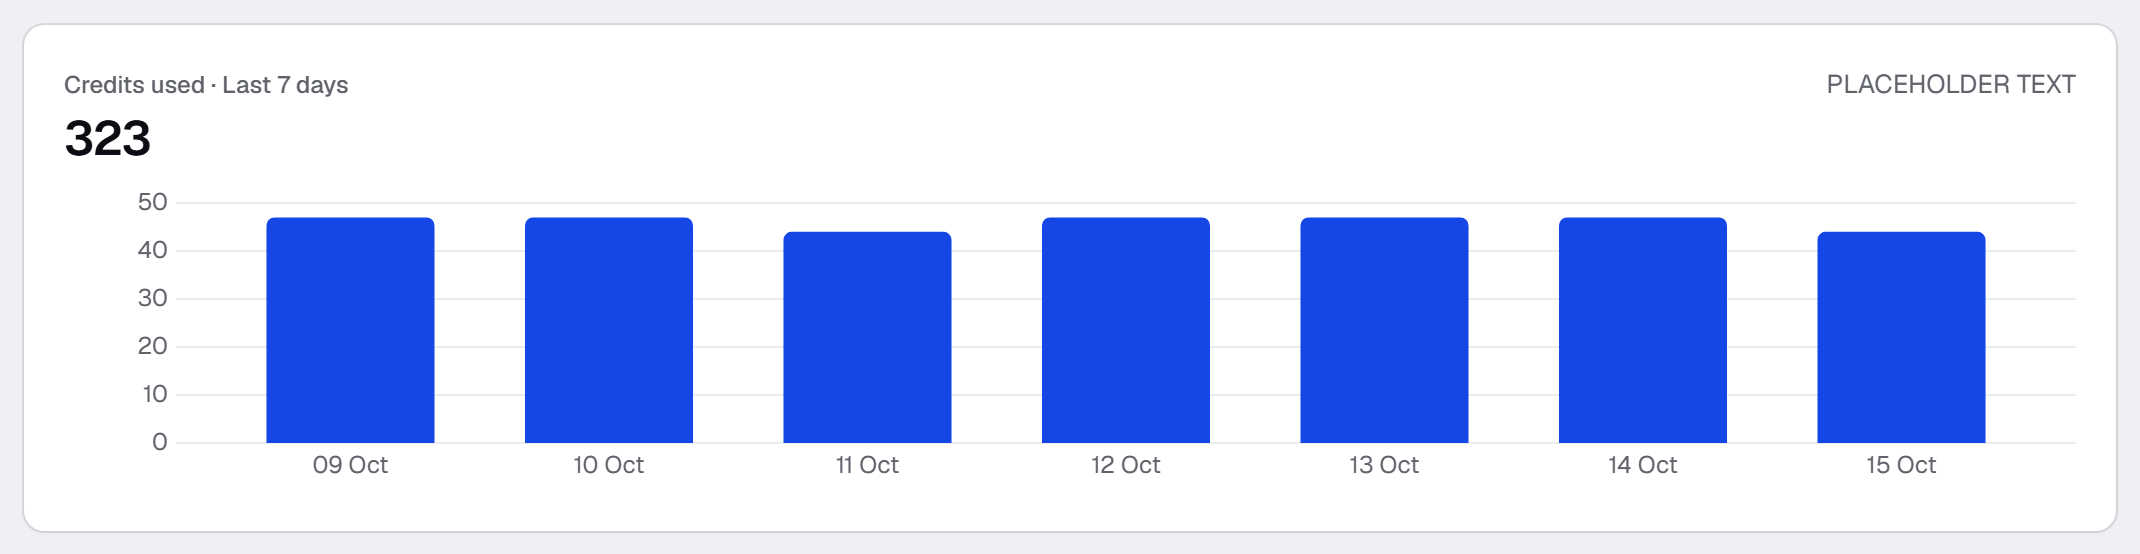 Credits used · Last 7 days
PLACEHOLDER TEXT
323
50
40
30
20
10
0
09 Oct
10 Oct
11 Oct
12 Oct
13 Oct
14 Oct
15 Oct